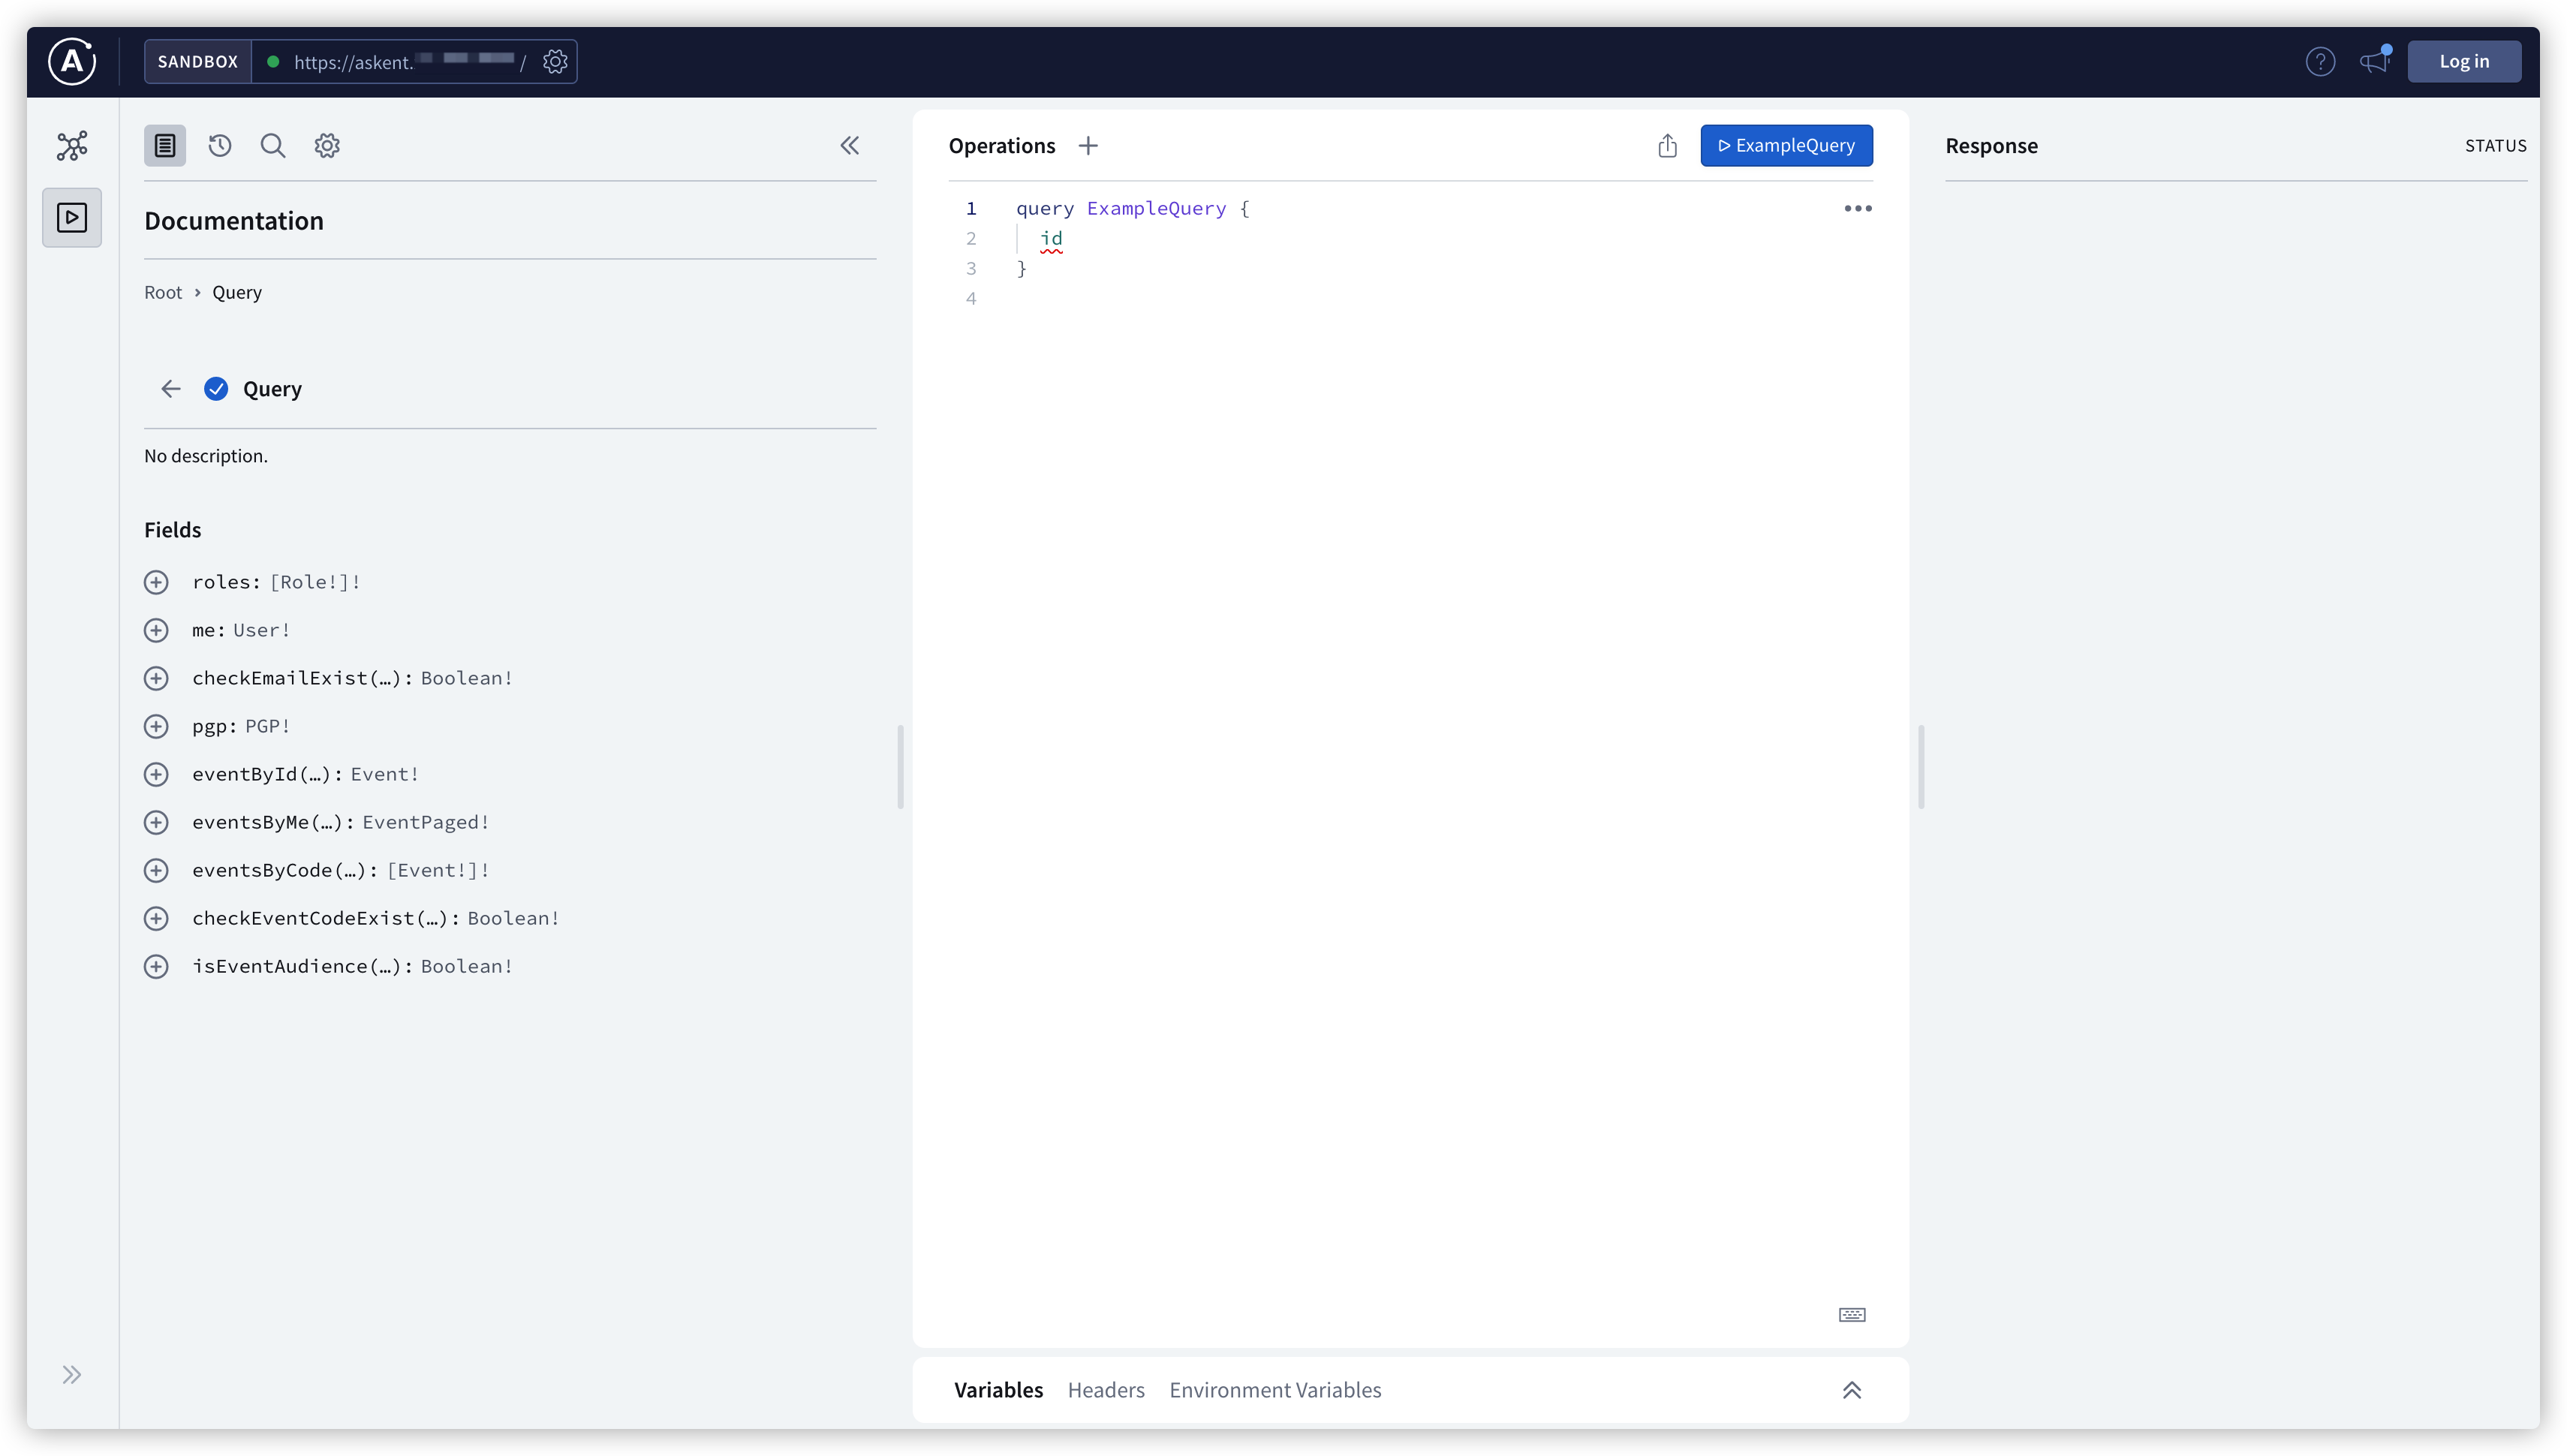 SANDBOX https://askent. /
Log in
Documentation
Root › Query
Query
No description.
Fields
roles: [Role!]!
me: User!
checkEmailExist(…): Boolean!
pgp: PGP!
eventById(…): Event!
eventsByMe(…): EventPaged!
eventsByCode(…): [Event!]!
checkEventCodeExist(…): Boolean!
isEventAudience(…): Boolean!
Operations
ExampleQuery
1 query ExampleQuery {
2 id
3 }
4
Variables Headers Environment Variables
Response STATUS